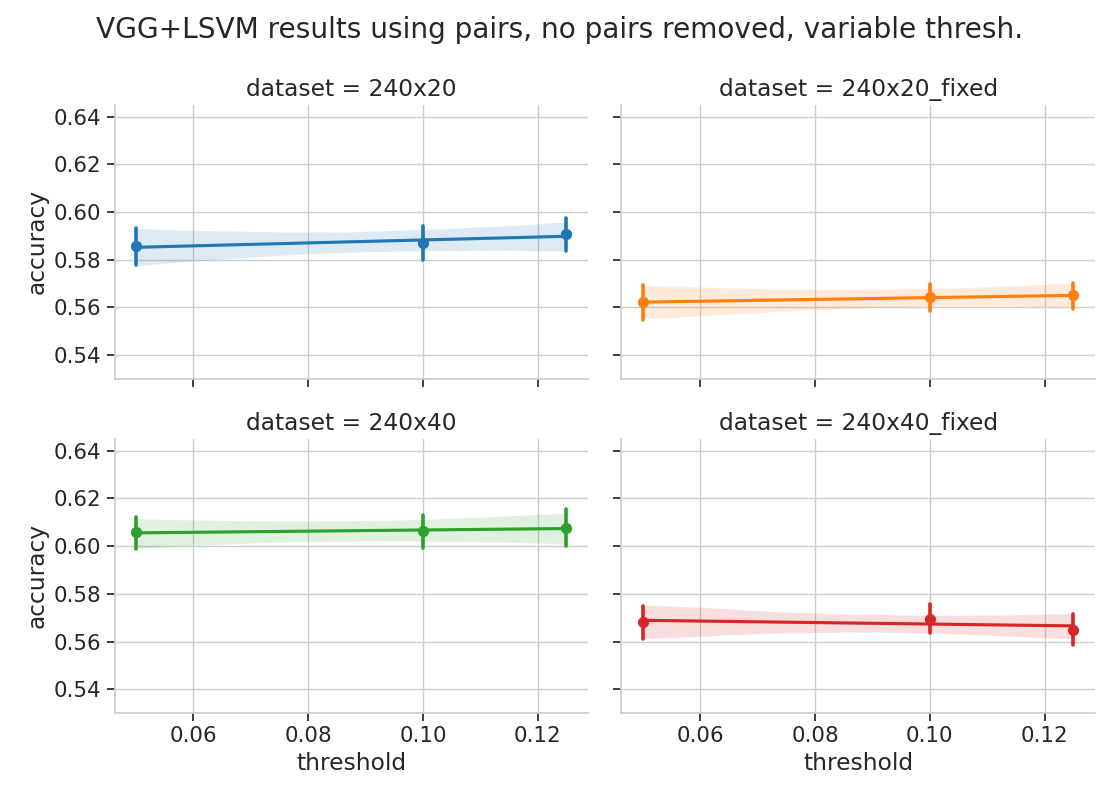 VGG+LSVM results using pairs, no pairs removed, variable thresh.
dataset = 240x20
dataset = 240x20_fixed
0.64
0.62
0.60
0.58
0.56
0.54
accuracy
dataset = 240x40
dataset = 240x40_fixed
0.64
0.62
0.60
0.58
0.56
0.54
accuracy
0.06 0.08 0.10 0.12
0.06 0.08 0.10 0.12
threshold
threshold